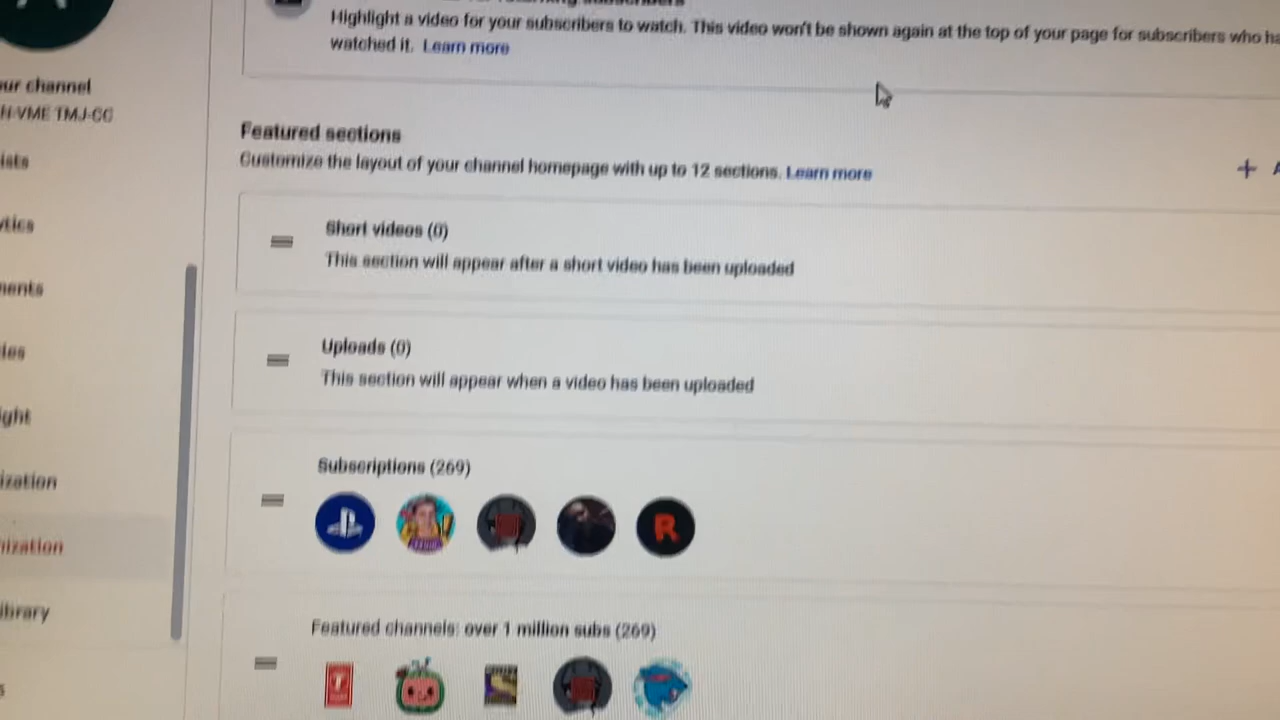 Highlight a video for your subscribers to watch. This video won't be shown again at the top of your page for subscribers who
watched it. Learn more
channel
Featured sections
Customize the layout of your channel homepage with up to 12 sections. Learn more
+
Short videos (0)
This section will appear after a short video has been uploaded
Uploads (0)
This section will appear when a video has been uploaded
Subscriptions (269)
R
Featured channels: over 1 million subs (269)